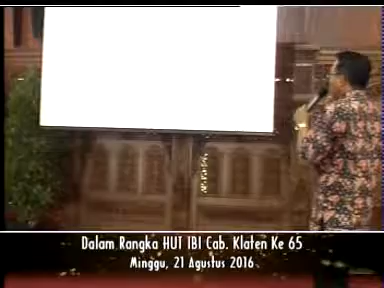 Dalam Rangka HUT IBI Cab. Klaten Ke 65
Minggu, 21 Agustus 2016